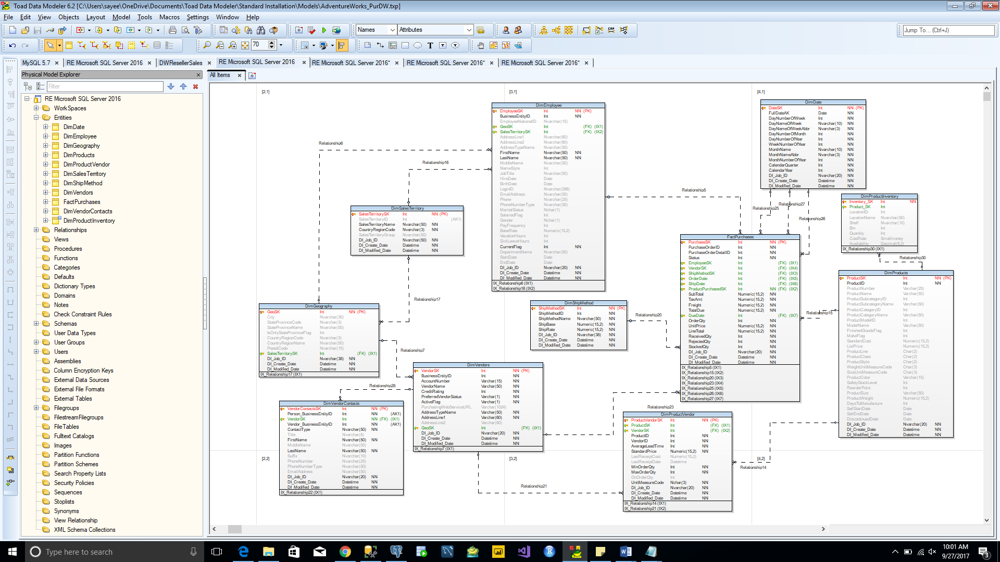 Toad Data Modeler 6.2 [C:\Users\sayee\OneDrive\Documents\Toad Data Modeler\Standard Installation\Models\AdventureWorks_PurDW.txp]
File Edit View Objects Layout Model Tools Macros Settings Window Help
Names Attributes
Jump To... (Ctrl+J)
70
MySQL 5.7 RE Microsoft SQL Server 2016 DWResellerSales RE Microsoft SQL Server 2016 RE Microsoft SQL Server 2016* RE Microsoft SQL Server 2016* RE Microsoft SQL Server 2016*
Physical Model Explorer
Filter
RE Microsoft SQL Server 2016
WorkSpaces
Entities
DimDate
DimEmployee
DimGeography
DimProducts
DimProductVendor
DimSalesTerritory
DimShipMethod
DimVendors
FactPurchases
DimVendorContacts
DimProductInventory
Relationships
Views
Procedures
Functions
Categories
Defaults
Dictionary Types
Domains
Notes
Check Constraint Rules
Schemas
User Data Types
User Groups
Users
Assemblies
Column Encryption Keys
External Data Sources
External File Formats
External Tables
Filegroups
FilestreamFilegroups
FileTables
Fulltext Catalogs
Images
Partition Functions
Partition Schemes
Search Property Lists
Security Policies
Sequences
Stoplists
Synonyms
View Relationship
XML Schema Collections
All Items
[2,1] [3,1] [4,1]
DimEmployee
EmployeeSK Int NN (PK)
BusinessEntityID Int NN
EmployeeNationalID Nvarchar(15)
GeoSK Int (FK) (IX1)
SalesTerritorySK Int (FK) (IX2)
AddressLine1 Nvarchar(60)
AddressLine2 Nvarchar(60)
AddressTypeName Nvarchar(50)
FirstName Nvarchar(50) NN
LastName Nvarchar(50) NN
MiddleName Nvarchar(50)
NameStyle Int
JobTitle Nvarchar(50)
HireDate Date
BirthDate Date
LoginID Nvarchar(256)
EmailAddress Nvarchar(50)
Phone Nvarchar(25)
PhoneNumberType Nvarchar(50)
MaritalStatus Nchar(1)
SalariedFlag Int
Gender Nchar(1)
PayFrequency Int
BaseRate Numeric(15,2)
VacationHours Int
SickLeaveHours Int
CurrentFlag Int NN
DepartmentName Nvarchar(50)
StartDate Date
EndDate Date
DI_Job_ID Nvarchar(20) NN
DI_Create_Date Datetime NN
DI_Modified_Date Datetime NN
IX_Relationship6 (IX1)
IX_Relationship16 (IX2)
DimDate
DateSK Int NN (PK)
FullDateAK Date NN
DayNumberOfWeek Int NN
DayNameOfWeek Nvarchar(10) NN
DayNameOfWeekAbbr Nvarchar(3) NN
DayNumberOfMonth Int NN
DayNumberOfYear Int NN
WeekNumberOfYear Int NN
MonthName Nvarchar(10) NN
MonthNameAbbr Nvarchar(3) NN
MonthNumberOfYear Int NN
CalendarQuarter Int NN
CalendarYear Int NN
DI_Job_ID Nvarchar(20) NN
DI_Create_Date Datetime NN
DI_Modified_Date Datetime NN
Relationship6
Relationship16
Relationship5
Relationship25
Relationship27
Relationship26
DimProductInventory
Inventory_SK Int NN
Product_SK Int
LocationID Int
LocationName Nvarchar(50)
Shelf Nvarchar(10)
Bin Int
Quantity Int
CostRate Smallmoney
Availability Decimal(8,2)
IX_Relationship30 (IX1)
Relationship30
DimSalesTerritory
SalesTerritorySK Int NN (PK)
SalesTerritoryID Int (AK1)
SalesTerritoryName Nvarchar(50) NN
CountryRegionCode Nvarchar(3) NN
SalesTerritoryGroup Nvarchar(50)
DI_Job_ID Nvarchar(50) NN
DI_Create_Date Datetime NN
DI_Modified_Date Datetime NN
Relationship17
FactPurchases
PurchaseSK Int NN (PK)
PurchaseOrderID Int NN
PurchaseOrderDetailID Int NN
Status Int NN
EmployeeSK Int (FK) (IX1)
VendorSK Int (FK) (IX4)
ShipMethodSK Int (FK) (IX3)
OrderDate Int (FK) (IX5)
ShipDate Int (FK) (IX6)
ProductPurchasedSK Int NN (FK) (IX2)
SubTotal Numeric(15,2) NN
TaxAmt Numeric(15,2) NN
Freight Numeric(15,2) NN
TotalDue Numeric(15,2) NN
DueDate Int (FK) (IX7)
OrderQty Int NN
UnitPrice Numeric(15,2) NN
LineTotal Numeric(15,2) NN
ReceivedQty Int NN
RejectedQty Int NN
StockedQty Int NN
DI_Job_ID Nvarchar(20) NN
DI_Create_Date Datetime NN
DI_Modified_Date Datetime NN
IX_Relationship5 (IX1)
IX_Relationship15 (IX2)
IX_Relationship20 (IX3)
IX_Relationship23 (IX4)
IX_Relationship25 (IX5)
IX_Relationship26 (IX6)
IX_Relationship27 (IX7)
DimProducts
ProductSK Int NN (PK)
ProductID Int NN
ProductNumber Varchar(25)
ProductName Varchar(50)
ProductSubcategoryID Int
ProductSubcategoryName Varchar(50)
ProductCategoryID Int
ProductCategoryName Varchar(50)
ProductModelID Int
ModelName Varchar(50)
FinishedGoodsFlag Int
MakeFlag Int
StandardCost Numeric(15,2)
ListPrice Numeric(15,2)
ProductLine Char(2)
ProductClass Char(2)
ProductStyle Char(2)
WeightUnitMeasureCode Char(3)
SizeUnitMeasureCode Char(3)
ProductColor Varchar(15)
SafetyStockLevel Int
ReorderPoint Int
ProductSize Varchar(50)
ProductWeight Numeric(15,2)
DaysToManufacture Int
SellStartDate Date
SellEndDate Date
DiscontinuedDate Date
DI_Job_ID Nvarchar(20) NN
DI_Create_Date Datetime NN
DI_Modified_Date Datetime NN
DimShipMethod
ShipMethodSK Int NN (PK)
ShipMethodID Int NN
ShipMethodName Nvarchar(50) NN
ShipBase Numeric(15,2) NN
ShipRate Numeric(15,2) NN
DI_Job_ID Nvarchar(38) NN
DI_Create_Date Datetime NN
DI_Modified_Date Datetime NN
Relationship20
Relationship15
DimGeography
GeoSK Int NN (PK)
City Nvarchar(30)
StateProvinceCode Nvarchar(3)
StateProvinceName Nvarchar(50)
IsOnlyStateProvinceFlag Int
CountryRegionCode Nvarchar(3)
CountryRegionName Nvarchar(50)
PostalCode Nvarchar(15)
SalesTerritorySK Int (FK) (IX1)
DI_Job_ID Nvarchar(38) NN
DI_Create_Date Datetime NN
DI_Modified_Date Datetime NN
IX_Relationship17 (IX1)
Relationship7
Relationship28
DimVendors
VendorSK Int NN (PK)
BusinessEntityID Int NN
AccountNumber Varchar(15) NN
VendorName Varchar(50) NN
CreditRating Int NN
PreferredVendorStatus Varchar(1) NN
ActiveFlag Varchar(1) NN
PurchasingWebServiceURL Varchar(1024)
AddressTypeName Varchar(50) NN
AddressLine1 Varchar(60) NN
AddressLine2 Varchar(60)
GeoSK Int (FK) (IX1)
DI_Job_ID Nvarchar(20) NN
DI_Create_Date Datetime NN
DI_Modified_Date Datetime NN
IX_Relationship7 (IX1)
DimVendorContacts
VendorContactsSK Int NN (PK)
Person_BusinessEntityID Int NN (AK1)
VendorSK Int NN (FK) (IX1)
Vendor_BusinessEntityID Int NN (AK1)
ContactType Nvarchar(50) NN
Title Nvarchar(8)
FirstName Nvarchar(50) NN
MiddleName Nvarchar(50)
LastName Nvarchar(50) NN
Suffix Nvarchar(10)
PhoneNumber Nvarchar(25)
PhoneNumberType Nvarchar(50)
EmailAddress Nvarchar(50)
DI_Job_ID Nvarchar(20) NN
DI_Create_Date Datetime NN
DI_Modified_Date Datetime NN
IX_Relationship22 (IX1)
Relationship23
DimProductVendor
ProductVendorSK Int NN (PK)
ProductSK Int (FK) (IX1)
VendorSK Int (FK) (IX2)
ProductID Int NN
VendorID Int NN
AverageLeadTime Int NN
StandardPrice Numeric(15,2) NN
LastReceiptCost Numeric(15,2)
LastReceiptDate Datetime
MinOrderQty Int NN
MaxOrderQty Int NN
OnOrderQty Int
UnitMeasureCode Nchar(3) NN
DI_Job_ID Nvarchar(20) NN
DI_Create_Date Datetime NN
DI_Modified_Date Datetime NN
IX_Relationship14 (IX1)
IX_Relationship21 (IX2)
[2,2] [3,2] [4,2]
Relationship14
Relationship21
Type here to search
10:01 AM
9/27/2017
3